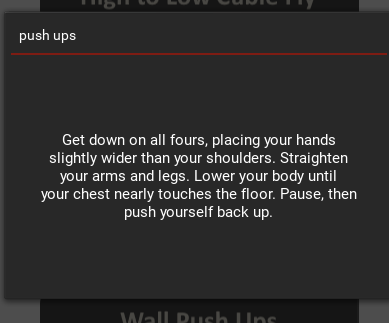 High to Low Cable Fly
push ups
Get down on all fours, placing your hands
slightly wider than your shoulders. Straighten
your arms and legs. Lower your body until
your chest nearly touches the floor. Pause, then
push yourself back up.
Wall Push Ups